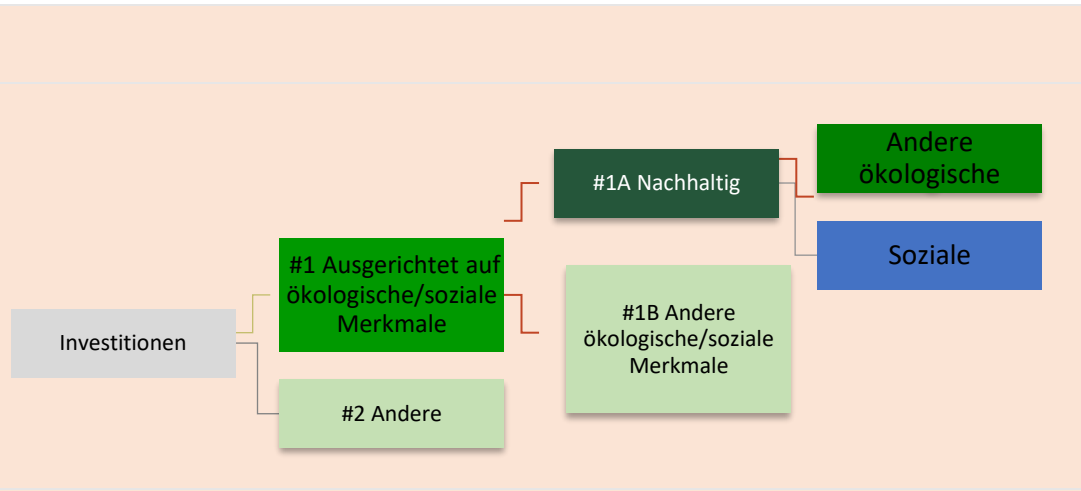 Investitionen
#1 Ausgerichtet auf
ökologische/soziale
Merkmale
#2 Andere
#1A Nachhaltig
#1B Andere
ökologische/soziale
Merkmale
Andere
ökologische
Soziale